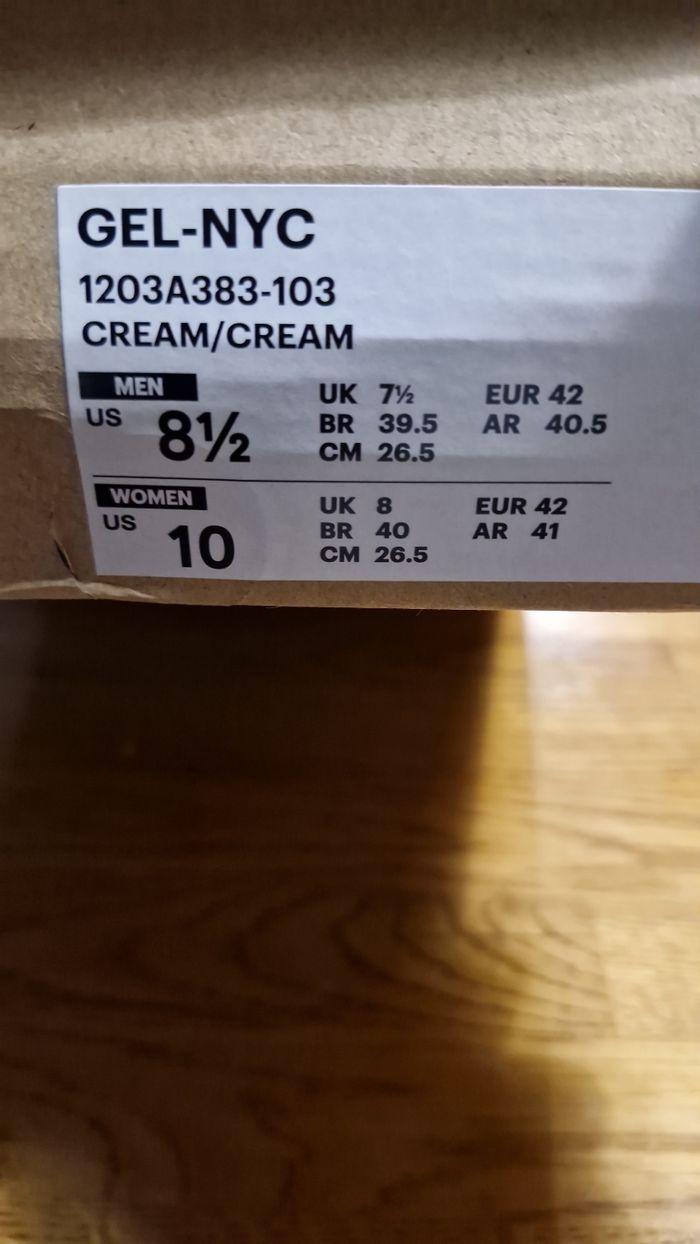 GEL-NYC
1203A383-103
CREAM/CREAM
MEN
US 8½
UK 7½ EUR 42
BR 39.5 AR 40.5
CM 26.5
WOMEN
US 10
UK 8 EUR 42
BR 40 AR 41
CM 26.5